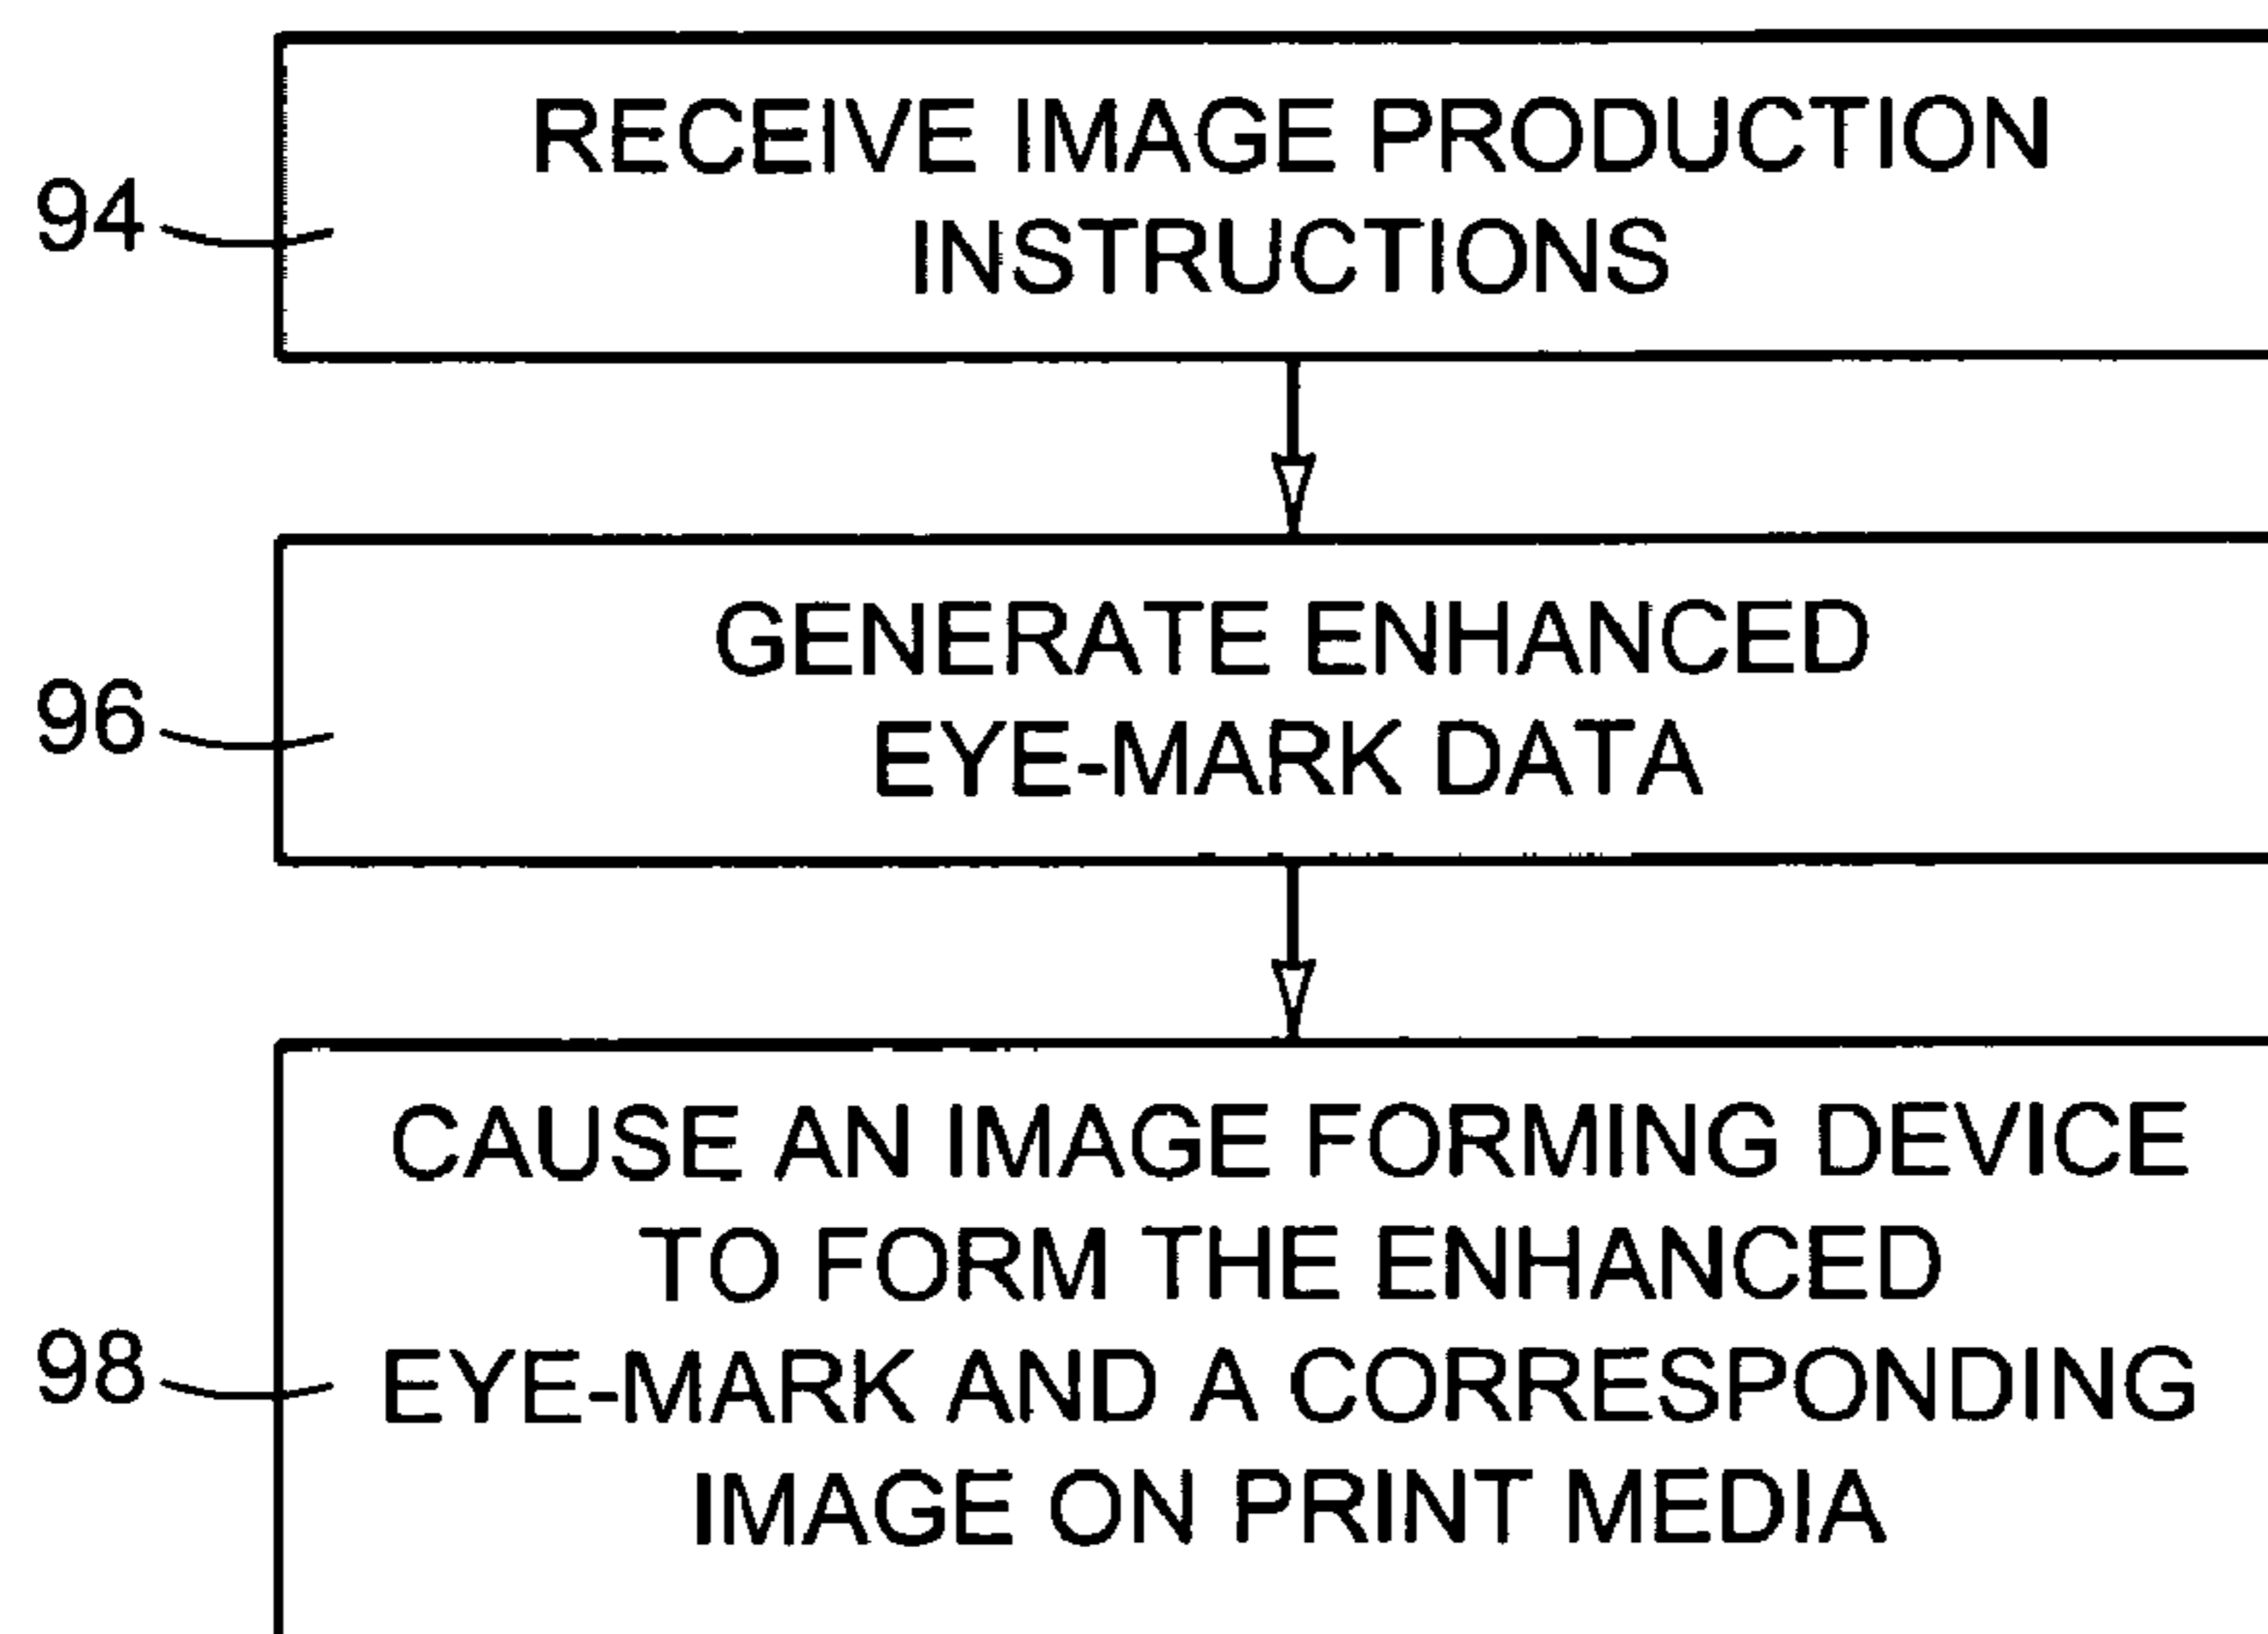 RECEIVE IMAGE PRODUCTION
INSTRUCTIONS
94
GENERATE ENHANCED
EYE-MARK DATA
96
CAUSE AN IMAGE FORMING DEVICE
TO FORM THE ENHANCED
EYE-MARK AND A CORRESPONDING
IMAGE ON PRINT MEDIA
98